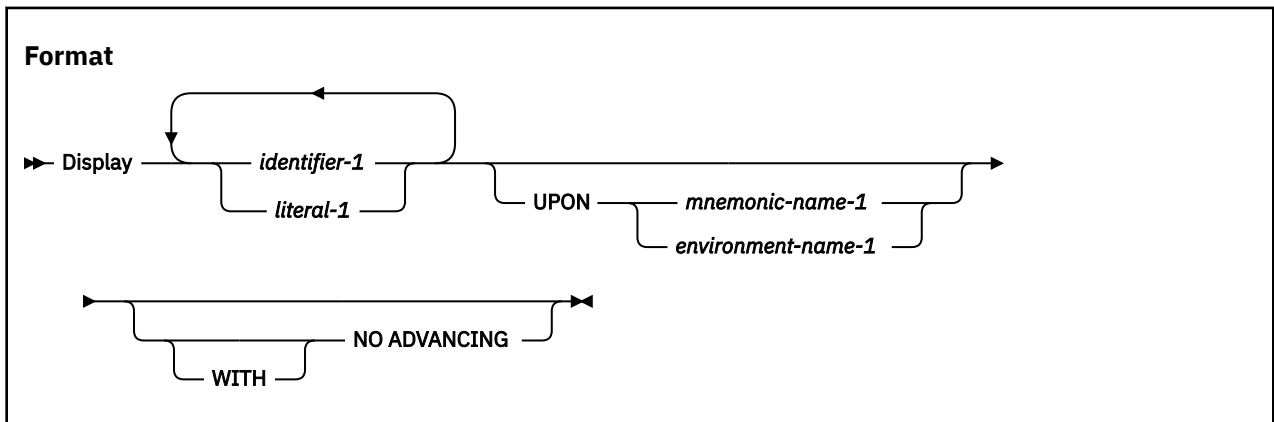 Format
Display identifier-1
literal-1
UPON mnemonic-name-1
environment-name-1
NO ADVANCING
WITH